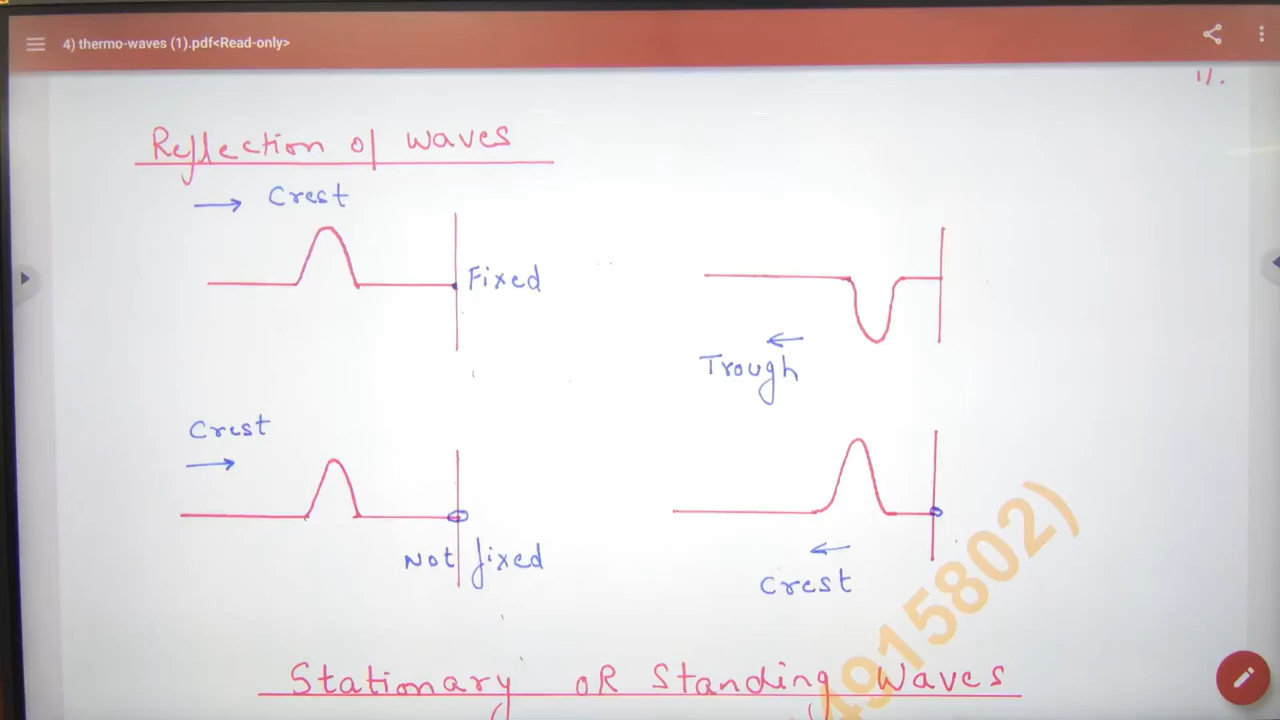 4) thermo-waves (1).pdf<Read-only>
Reflection of waves
Crest
Fixed
Trough
Crest
Not fixed
Crest
4915802)
Stationary OR Standing Waves